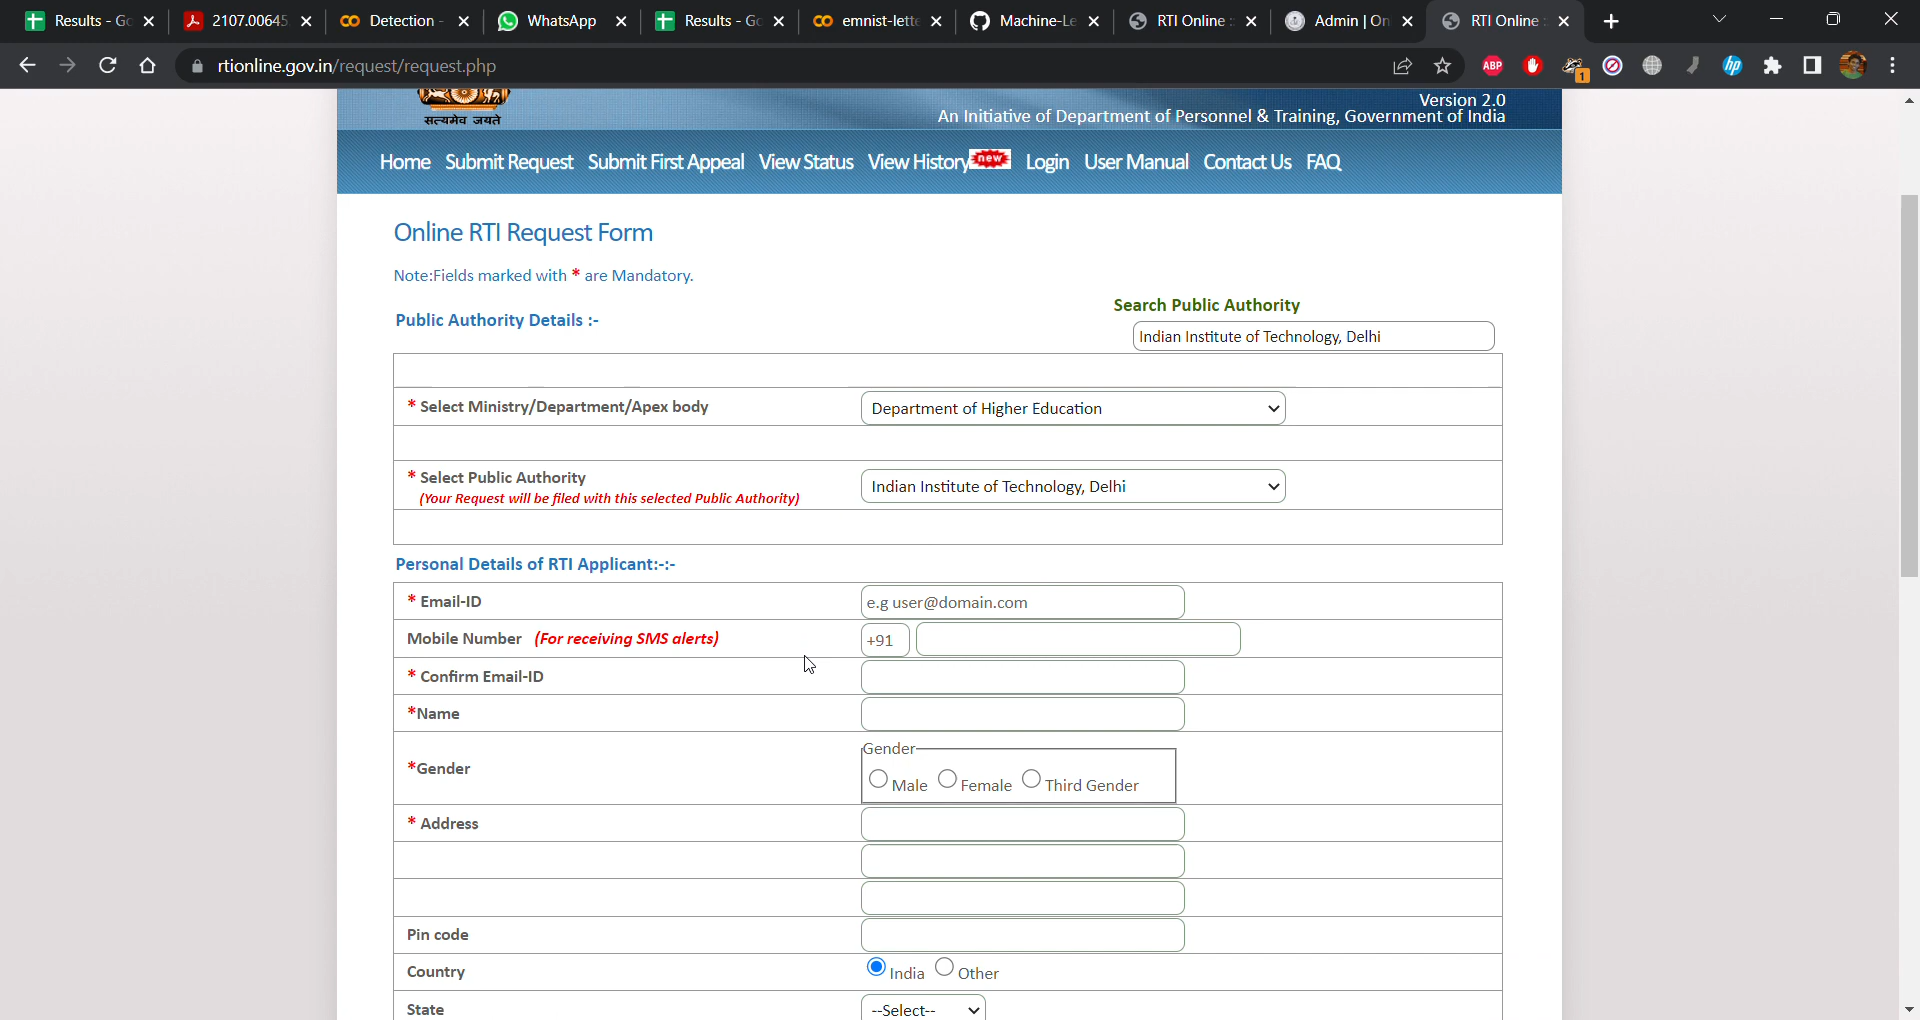 Results - Go
2107.00645
Detection -
WhatsApp
Results - Go
emnist-lette
Machine-Le
RTI Online ::
Admin | On
RTI Online :
rtionline.gov.in/request/request.php
ABP
1
hp
सत्यमेव जयते
Version 2.0
An Initiative of Department of Personnel & Training, Government of India
Home Submit Request Submit First Appeal View Status View History new Login User Manual Contact Us FAQ
Online RTI Request Form
Note:Fields marked with * are Mandatory.
Search Public Authority
Public Authority Details :-
Indian Institute of Technology, Delhi
* Select Ministry/Department/Apex body
Department of Higher Education
* Select Public Authority
(Your Request will be filed with this selected Public Authority)
Indian Institute of Technology, Delhi
Personal Details of RTI Applicant:-:-
* Email-ID
e.g user@domain.com
Mobile Number (For receiving SMS alerts)
+91
* Confirm Email-ID
*Name
Gender
*Gender
Male Female Third Gender
* Address
Pin code
Country
India Other
State
--Select--